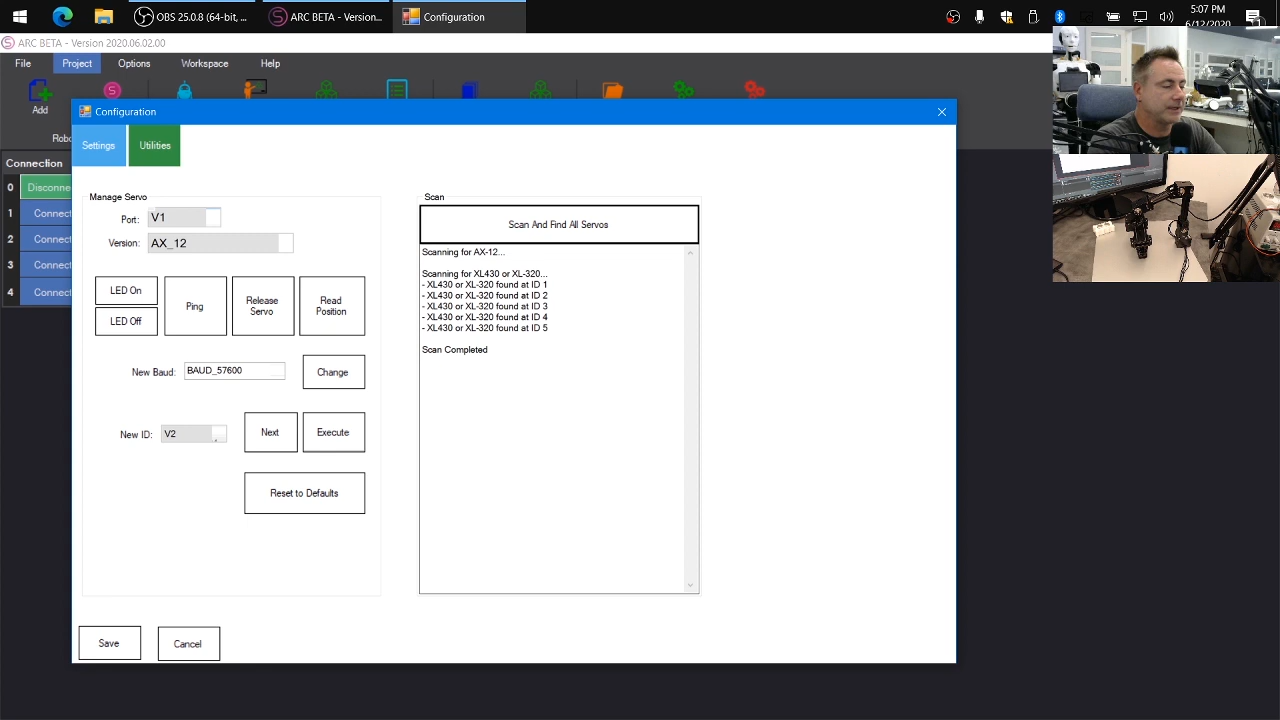 OBS 25.0.8 (64-bit, ...
ARC BETA - Version...
Configuration
5:07 PM
6/12/2020
ARC BETA - Version 2020.06.02.00
File
Project
Options
Workspace
Help
Add
Robo
Configuration
Settings
Utilities
Connection
0 Disconne
1 Connect
2 Connect
3 Connect
4 Connect
Manage Servo
Port: V1
Version: AX_12
LED On
LED Off
Ping
Release Servo
Read Position
New Baud: BAUD_57600
Change
New ID: V2
Next
Execute
Reset to Defaults
Scan
Scan And Find All Servos
Scanning for AX-12...
Scanning for XL430 or XL-320...
- XL430 or XL-320 found at ID 1
- XL430 or XL-320 found at ID 2
- XL430 or XL-320 found at ID 3
- XL430 or XL-320 found at ID 4
- XL430 or XL-320 found at ID 5
Scan Completed
Save
Cancel